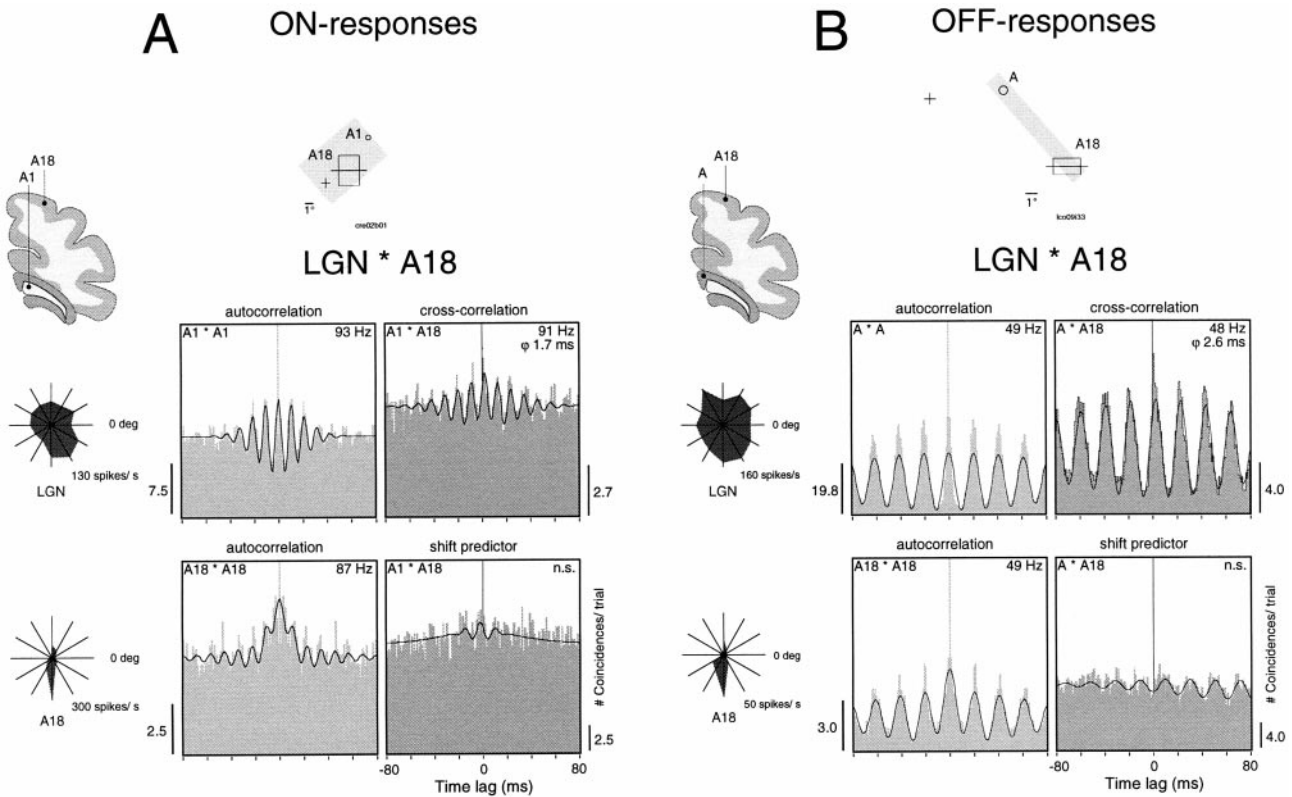 A
ON-responses
A1
A18
A18
A1
1°
cre02b01
LGN * A18
autocorrelation
cross-correlation
A1 * A1
93 Hz
A1 * A18
91 Hz
φ 1.7 ms
0 deg
130 spikes/ s
LGN
7.5
2.7
autocorrelation
shift predictor
A18 * A18
87 Hz
A1 * A18
n.s.
0 deg
300 spikes/ s
A18
2.5
2.5
# Coincidences/ trial
-80
0
80
Time lag (ms)
B
OFF-responses
A
A18
A18
A
1°
LGN * A18
autocorrelation
cross-correlation
A * A
49 Hz
A * A18
48 Hz
φ 2.6 ms
0 deg
160 spikes/ s
LGN
19.8
4.0
autocorrelation
shift predictor
A18 * A18
49 Hz
A * A18
n.s.
0 deg
50 spikes/ s
A18
3.0
4.0
# Coincidences/ trial
-80
0
80
Time lag (ms)